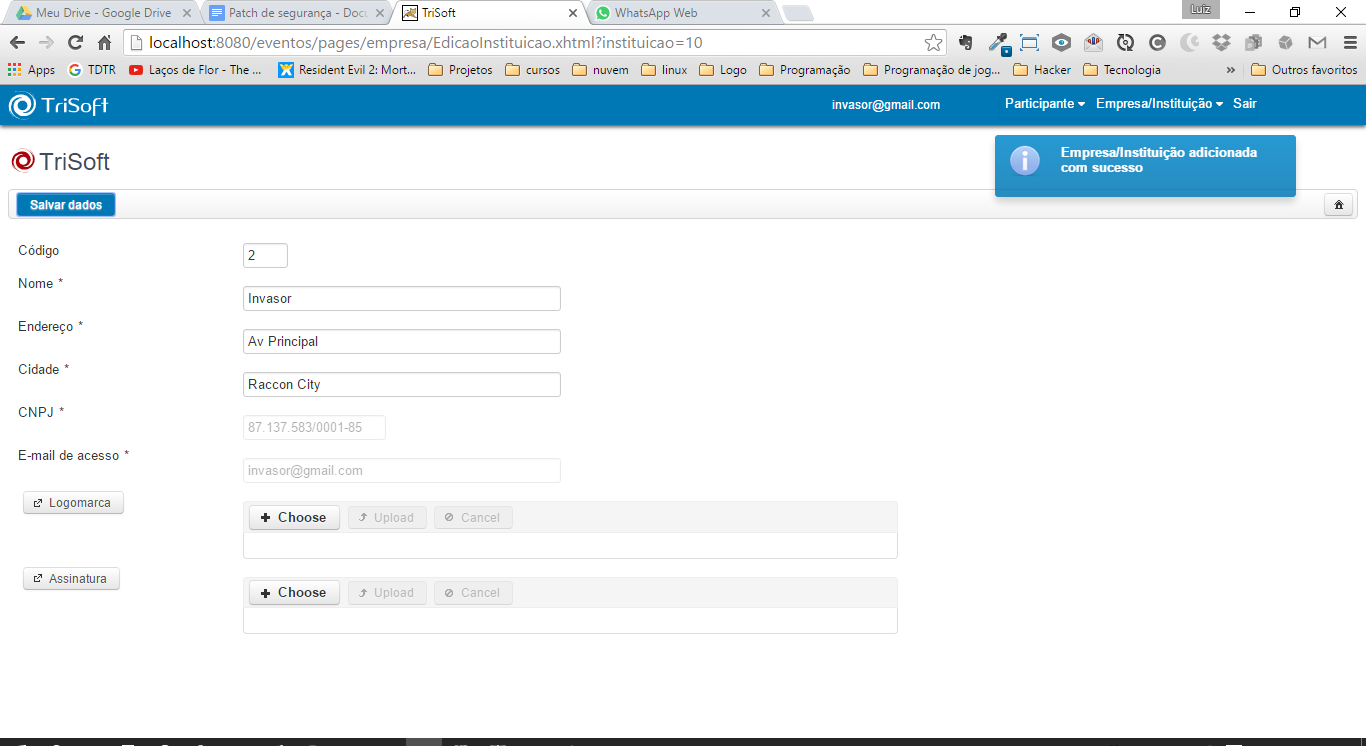 Meu Drive - Google Drive
Patch de segurança - Docu
TriSoft
WhatsApp Web
Luiz
localhost:8080/eventos/pages/empresa/EdicaoInstituicao.xhtml?instituicao=10
Apps
TDTR
Laços de Flor - The ...
Resident Evil 2: Mort...
Projetos
cursos
nuvem
linux
Logo
Programação
Programação de jog...
Hacker
Tecnologia
»
Outros favoritos
TriSoft
invasor@gmail.com
Participante
Empresa/Instituição
Sair
TriSoft
Empresa/Instituição adicionada
com sucesso
Salvar dados
Código
2
Nome *
Invasor
Endereço *
Av Principal
Cidade *
Raccon City
CNPJ *
87.137.583/0001-85
E-mail de acesso *
invasor@gmail.com
Logomarca
Choose
Upload
Cancel
Assinatura
Choose
Upload
Cancel